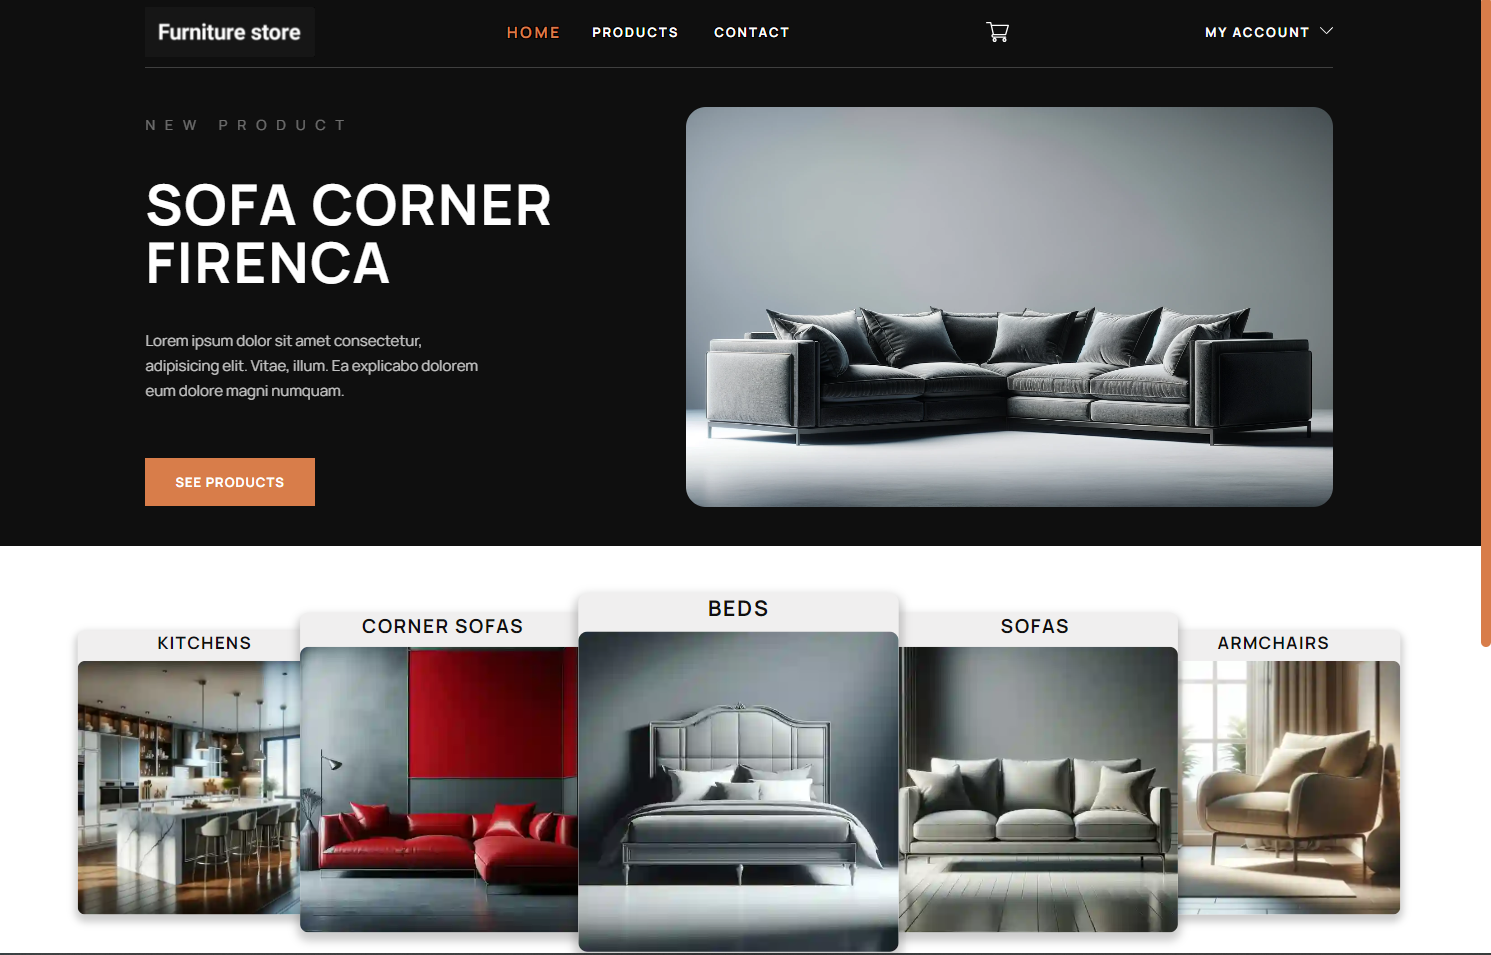 Furniture store
HOME
PRODUCTS
CONTACT
MY ACCOUNT
NEW PRODUCT
SOFA CORNER
FIRENCA
Lorem ipsum dolor sit amet consectetur,
adipisicing elit. Vitae, illum. Ea explicabo dolorem
eum dolore magni numquam.
SEE PRODUCTS
KITCHENS
CORNER SOFAS
BEDS
SOFAS
ARMCHAIRS